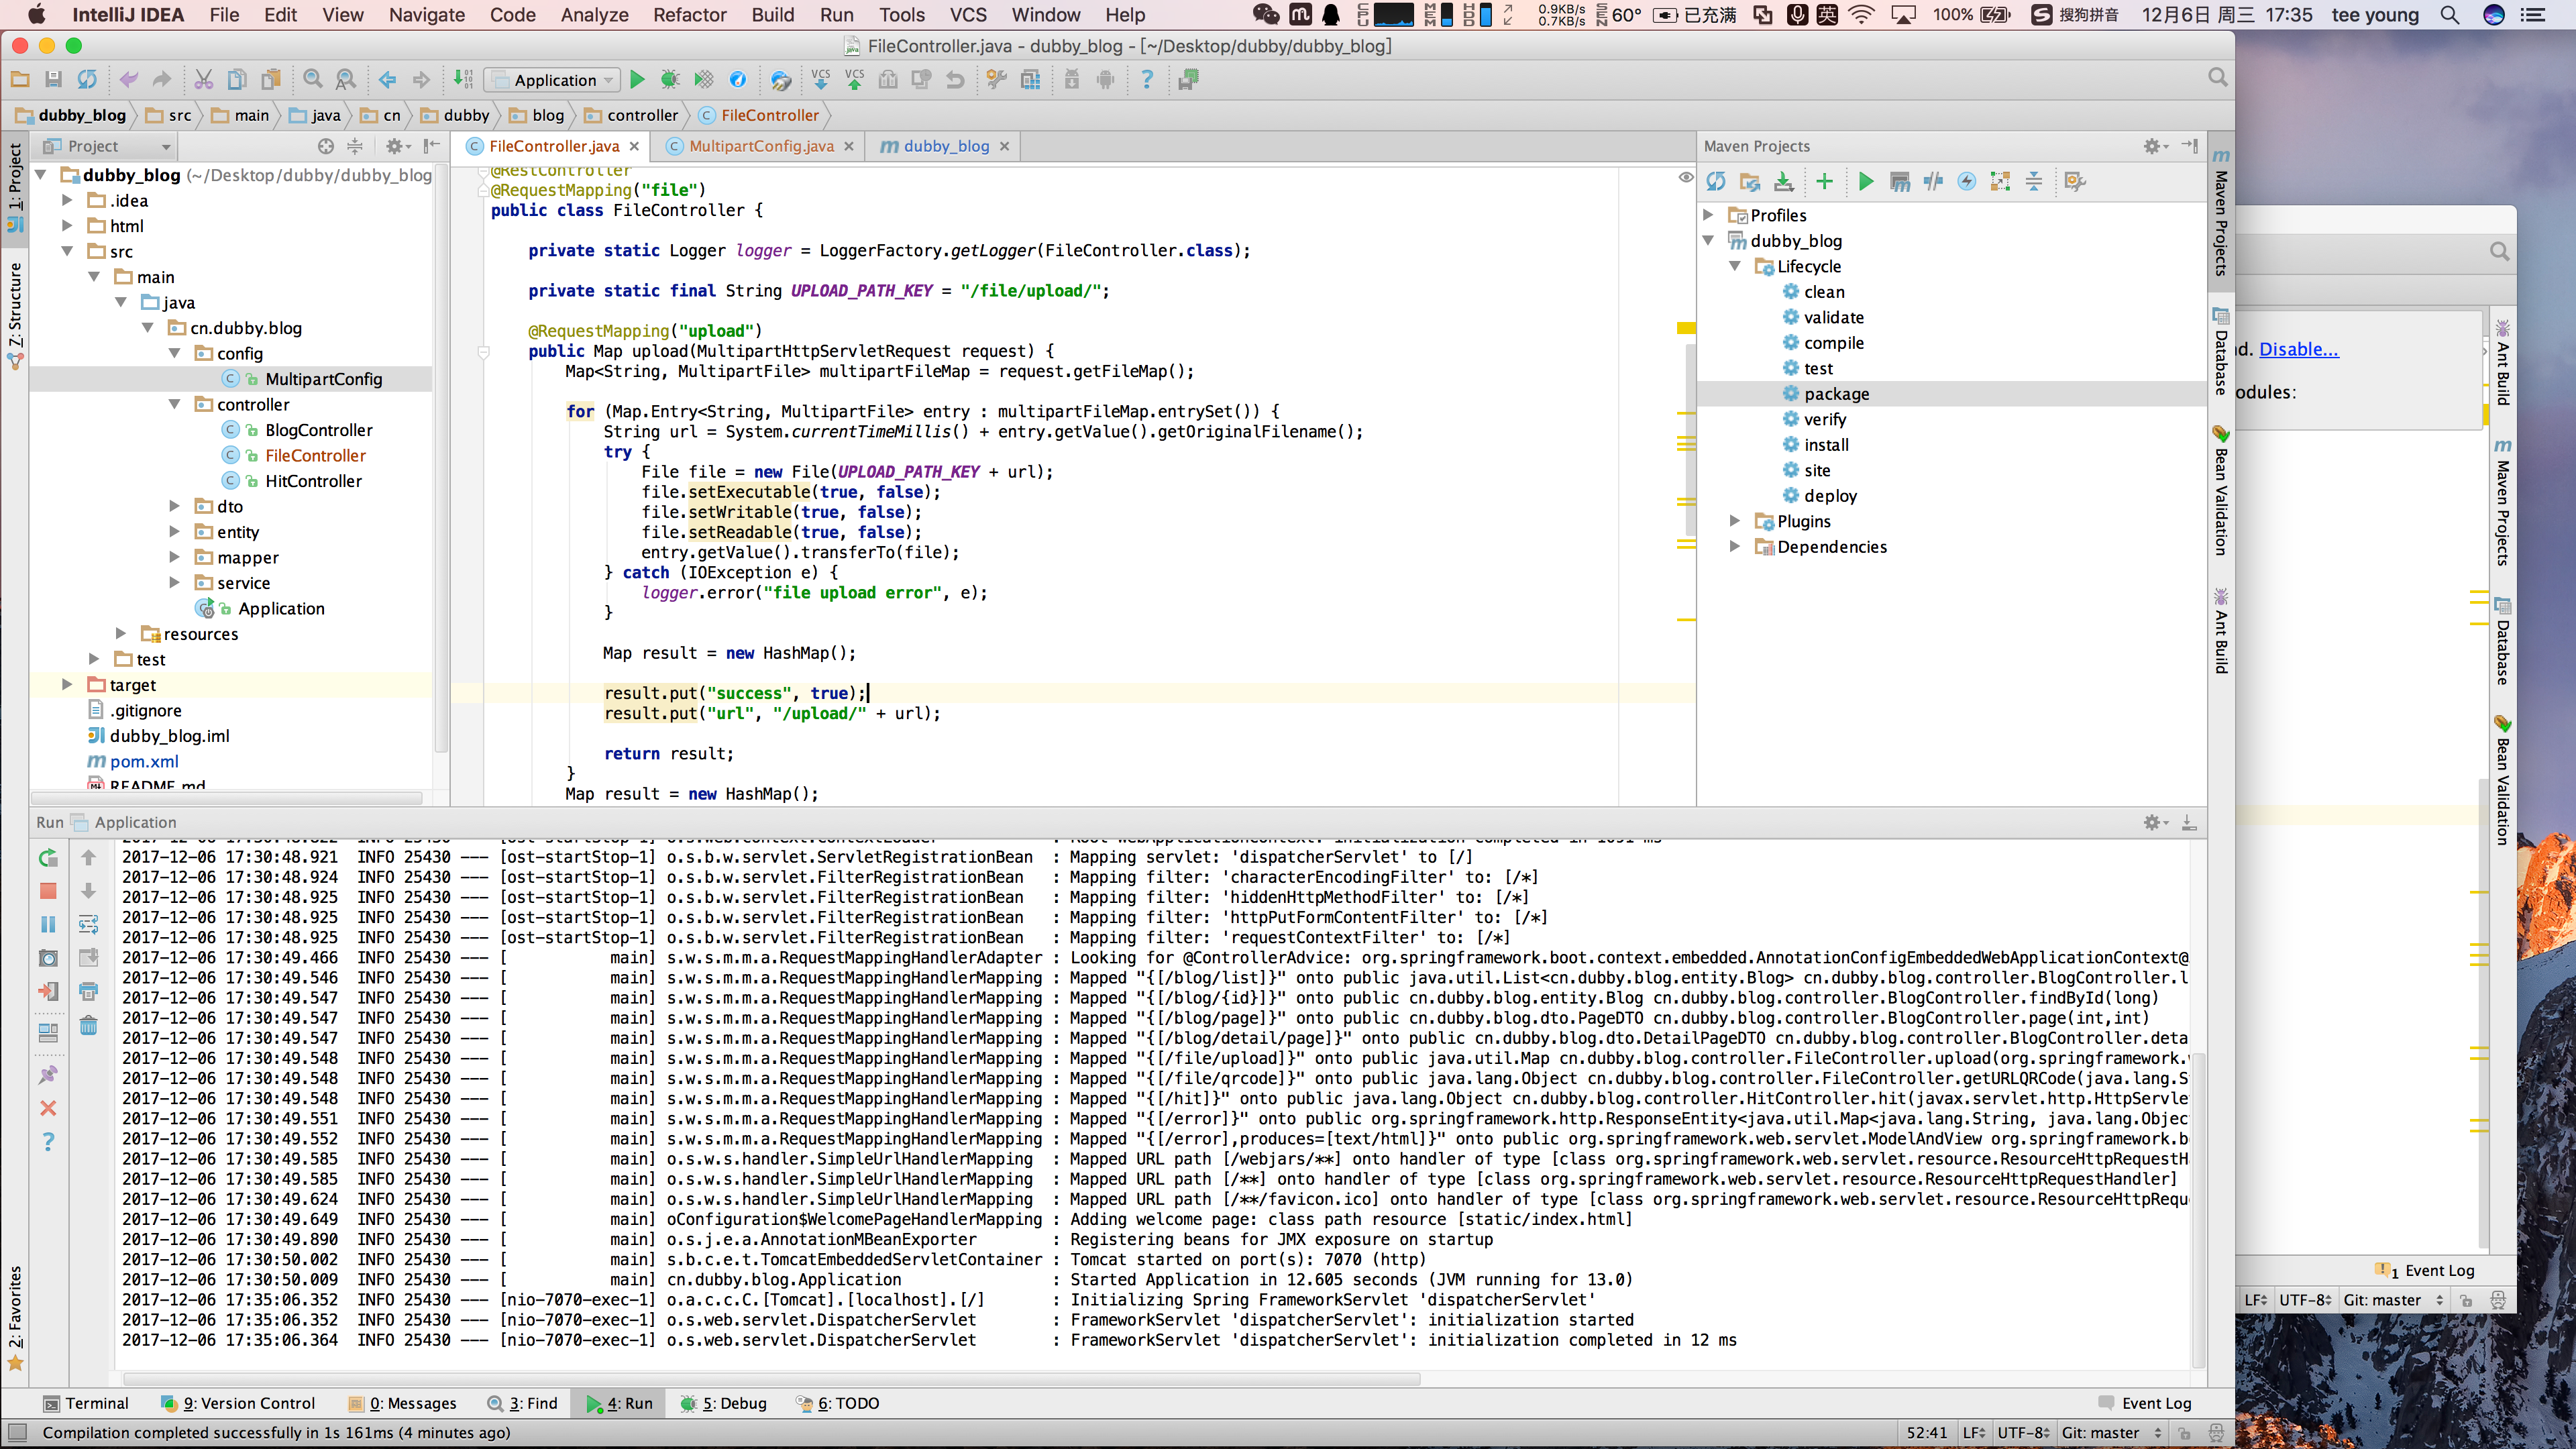 IntelliJ IDEA File Edit View Navigate Code Analyze Refactor Build Run Tools VCS Window Help
0.9KB/s
0.7KB/s
60° 已充满 英 100% 搜狗拼音 12月6日 周三 17:35 tee young
FileController.java - dubby_blog - [~/Desktop/dubby/dubby_blog]
Application
dubby_blog src main java cn dubby blog controller FileController
Project
FileController.java MultipartConfig.java dubby_blog
Maven Projects
1: Project
Z: Structure
2: Favorites
dubby_blog (~/Desktop/dubby/dubby_blog
.idea
html
src
main
java
cn.dubby.blog
config
MultipartConfig
controller
BlogController
FileController
HitController
dto
entity
mapper
service
Application
resources
test
target
.gitignore
dubby_blog.iml
pom.xml
README.md
@RestController
@RequestMapping("file")
public class FileController {
private static Logger logger = LoggerFactory.getLogger(FileController.class);
private static final String UPLOAD_PATH_KEY = "/file/upload/";
@RequestMapping("upload")
public Map upload(MultipartHttpServletRequest request) {
Map<String, MultipartFile> multipartFileMap = request.getFileMap();
for (Map.Entry<String, MultipartFile> entry : multipartFileMap.entrySet()) {
String url = System.currentTimeMillis() + entry.getValue().getOriginalFilename();
try {
File file = new File(UPLOAD_PATH_KEY + url);
file.setExecutable(true, false);
file.setWritable(true, false);
file.setReadable(true, false);
entry.getValue().transferTo(file);
} catch (IOException e) {
logger.error("file upload error", e);
}
Map result = new HashMap();
result.put("success", true);
result.put("url", "/upload/" + url);
return result;
}
Map result = new HashMap();
Profiles
dubby_blog
Lifecycle
clean
validate
compile
test
package
verify
install
site
deploy
Plugins
Dependencies
Maven Projects
Database
Bean Validation
Ant Build
nd. Disable...
odules:
Ant Build
Maven Projects
Database
Bean Validation
Run Application
2017-12-06 17:30:48.921 INFO 25430 --- [ost-startStop-1] o.s.b.w.servlet.ServletRegistrationBean : Mapping servlet: 'dispatcherServlet' to [/]
2017-12-06 17:30:48.924 INFO 25430 --- [ost-startStop-1] o.s.b.w.servlet.FilterRegistrationBean : Mapping filter: 'characterEncodingFilter' to: [/*]
2017-12-06 17:30:48.925 INFO 25430 --- [ost-startStop-1] o.s.b.w.servlet.FilterRegistrationBean : Mapping filter: 'hiddenHttpMethodFilter' to: [/*]
2017-12-06 17:30:48.925 INFO 25430 --- [ost-startStop-1] o.s.b.w.servlet.FilterRegistrationBean : Mapping filter: 'httpPutFormContentFilter' to: [/*]
2017-12-06 17:30:48.925 INFO 25430 --- [ost-startStop-1] o.s.b.w.servlet.FilterRegistrationBean : Mapping filter: 'requestContextFilter' to: [/*]
2017-12-06 17:30:49.466 INFO 25430 --- [ main] s.w.s.m.m.a.RequestMappingHandlerAdapter : Looking for @ControllerAdvice: org.springframework.boot.context.embedded.AnnotationConfigEmbeddedWebApplicationContext@
2017-12-06 17:30:49.546 INFO 25430 --- [ main] s.w.s.m.m.a.RequestMappingHandlerMapping : Mapped "{[/blog/list]}" onto public java.util.List<cn.dubby.blog.entity.Blog> cn.dubby.blog.controller.BlogController.l
2017-12-06 17:30:49.547 INFO 25430 --- [ main] s.w.s.m.m.a.RequestMappingHandlerMapping : Mapped "{[/blog/{id}]}" onto public cn.dubby.blog.entity.Blog cn.dubby.blog.controller.BlogController.findById(long)
2017-12-06 17:30:49.547 INFO 25430 --- [ main] s.w.s.m.m.a.RequestMappingHandlerMapping : Mapped "{[/blog/page]}" onto public cn.dubby.blog.dto.PageDTO cn.dubby.blog.controller.BlogController.page(int,int)
2017-12-06 17:30:49.547 INFO 25430 --- [ main] s.w.s.m.m.a.RequestMappingHandlerMapping : Mapped "{[/blog/detail/page]}" onto public cn.dubby.blog.dto.DetailPageDTO cn.dubby.blog.controller.BlogController.deta
2017-12-06 17:30:49.548 INFO 25430 --- [ main] s.w.s.m.m.a.RequestMappingHandlerMapping : Mapped "{[/file/upload]}" onto public java.util.Map cn.dubby.blog.controller.FileController.upload(org.springframework.
2017-12-06 17:30:49.548 INFO 25430 --- [ main] s.w.s.m.m.a.RequestMappingHandlerMapping : Mapped "{[/file/qrcode]}" onto public java.lang.Object cn.dubby.blog.controller.FileController.getURLQRCode(java.lang.S
2017-12-06 17:30:49.548 INFO 25430 --- [ main] s.w.s.m.m.a.RequestMappingHandlerMapping : Mapped "{[/hit]}" onto public java.lang.Object cn.dubby.blog.controller.HitController.hit(javax.servlet.http.HttpServlet
2017-12-06 17:30:49.551 INFO 25430 --- [ main] s.w.s.m.m.a.RequestMappingHandlerMapping : Mapped "{[/error]}" onto public org.springframework.http.ResponseEntity<java.util.Map<java.lang.String, java.lang.Object
2017-12-06 17:30:49.552 INFO 25430 --- [ main] s.w.s.m.m.a.RequestMappingHandlerMapping : Mapped "{[/error],produces=[text/html]}" onto public org.springframework.web.servlet.ModelAndView org.springframework.b
2017-12-06 17:30:49.585 INFO 25430 --- [ main] o.s.w.s.handler.SimpleUrlHandlerMapping : Mapped URL path [/webjars/**] onto handler of type [class org.springframework.web.servlet.resource.ResourceHttpRequestH
2017-12-06 17:30:49.585 INFO 25430 --- [ main] o.s.w.s.handler.SimpleUrlHandlerMapping : Mapped URL path [/**] onto handler of type [class org.springframework.web.servlet.resource.ResourceHttpRequestHandler]
2017-12-06 17:30:49.624 INFO 25430 --- [ main] o.s.w.s.handler.SimpleUrlHandlerMapping : Mapped URL path [/**/favicon.ico] onto handler of type [class org.springframework.web.servlet.resource.ResourceHttpRequ
2017-12-06 17:30:49.649 INFO 25430 --- [ main] oConfiguration$WelcomePageHandlerMapping : Adding welcome page: class path resource [static/index.html]
2017-12-06 17:30:49.890 INFO 25430 --- [ main] o.s.j.e.a.AnnotationMBeanExporter : Registering beans for JMX exposure on startup
2017-12-06 17:30:50.002 INFO 25430 --- [ main] s.b.c.e.t.TomcatEmbeddedServletContainer : Tomcat started on port(s): 7070 (http)
2017-12-06 17:30:50.009 INFO 25430 --- [ main] cn.dubby.blog.Application : Started Application in 12.605 seconds (JVM running for 13.0)
2017-12-06 17:35:06.352 INFO 25430 --- [nio-7070-exec-1] o.a.c.c.C.[Tomcat].[localhost].[/] : Initializing Spring FrameworkServlet 'dispatcherServlet'
2017-12-06 17:35:06.352 INFO 25430 --- [nio-7070-exec-1] o.s.web.servlet.DispatcherServlet : FrameworkServlet 'dispatcherServlet': initialization started
2017-12-06 17:35:06.364 INFO 25430 --- [nio-7070-exec-1] o.s.web.servlet.DispatcherServlet : FrameworkServlet 'dispatcherServlet': initialization completed in 12 ms
1 Event Log
LF UTF-8 Git: master
Terminal 9: Version Control 0: Messages 3: Find 4: Run 5: Debug 6: TODO Event Log
Compilation completed successfully in 1s 161ms (4 minutes ago) 52:41 LF UTF-8 Git: master